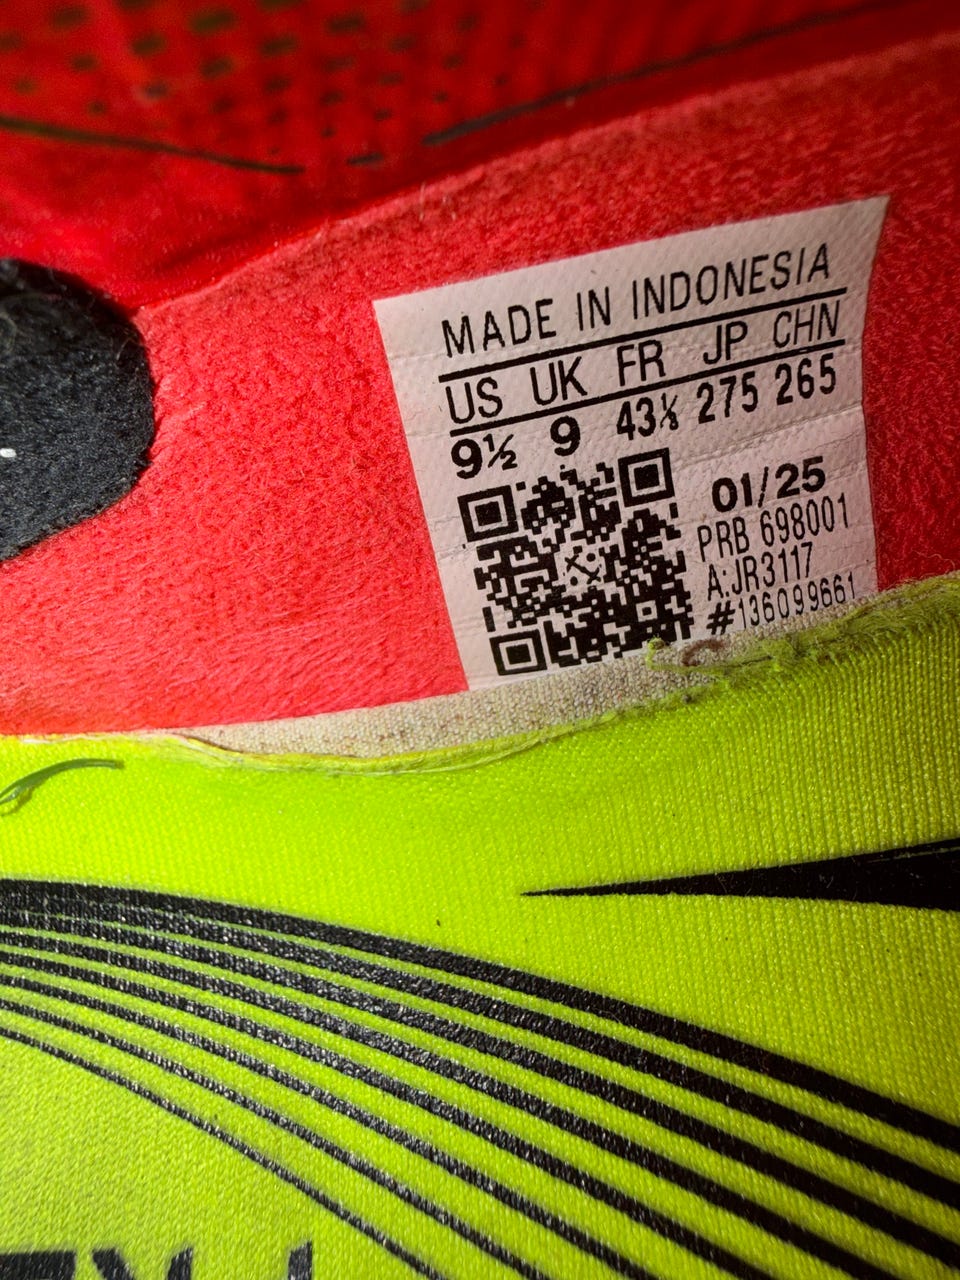 MADE IN INDONESIA
US UK FR JP CHN
9½ 9 43⅓ 275 265
01/25
PRB 698001
A:JR3117
#136099661